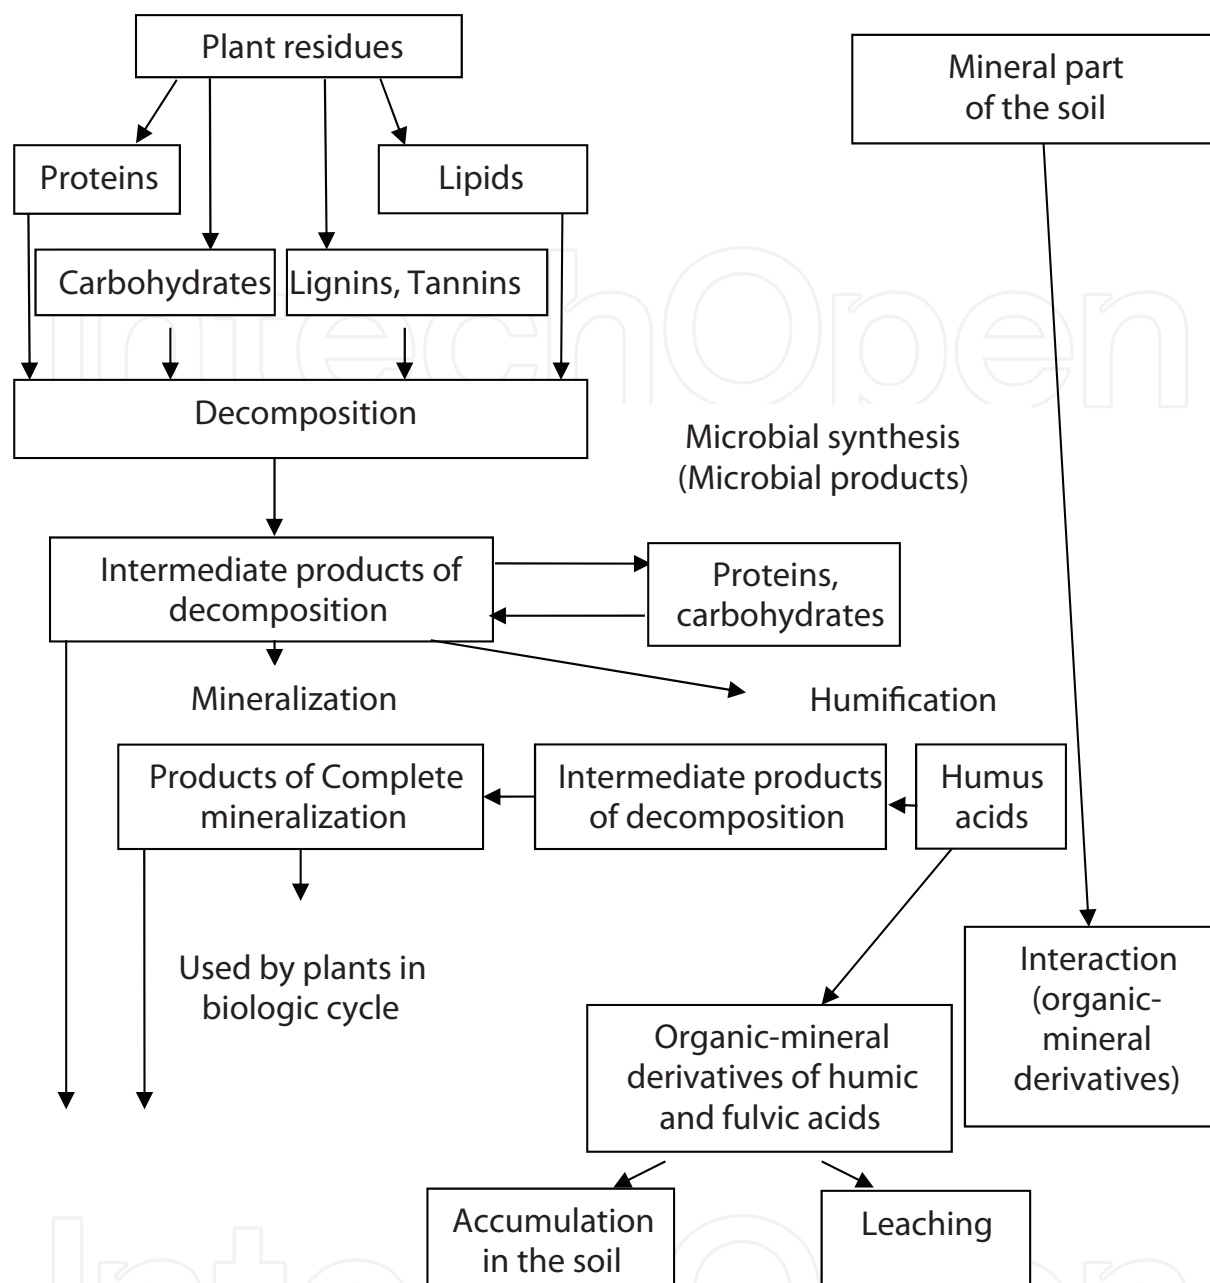 Plant residues
Mineral part
of the soil
Proteins
Lipids
Carbohydrates
Lignins, Tannins
IntechOpen
Decomposition
Microbial synthesis
(Microbial products)
Intermediate products of
decomposition
Proteins,
carbohydrates
Mineralization
Humification
Products of Complete
mineralization
Intermediate products
of decomposition
Humus
acids
Used by plants in
biologic cycle
Interaction
(organic-
mineral
derivatives)
Organic-mineral
derivatives of humic
and fulvic acids
Accumulation
in the soil
Leaching
IntechOpen